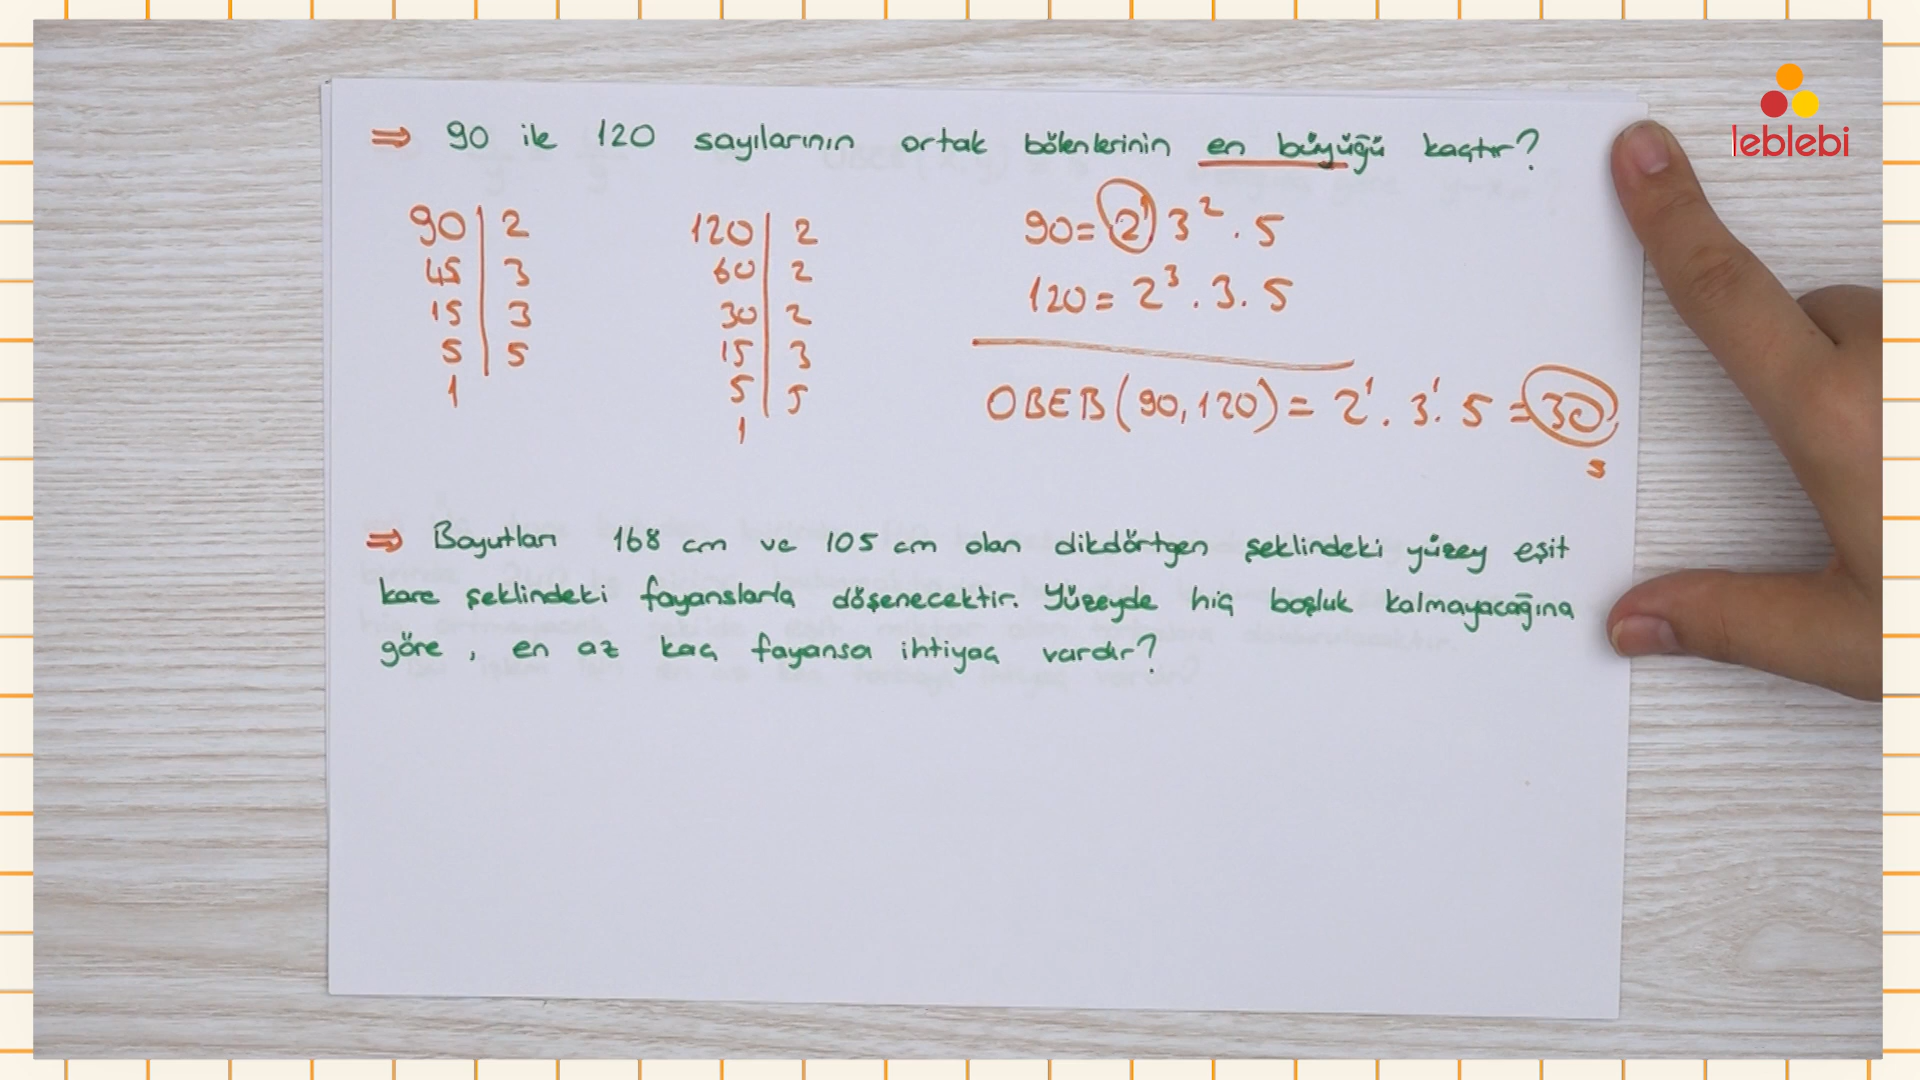 leblebi
⇒ 90 ile 120 sayılarının ortak bölenlerinin en büyüğü kaçtır?
90 | 2
45 | 3
15 | 3
5 | 5
1
120 | 2
60 | 2
30 | 2
15 | 3
5 | 5
1
90 = 2¹ 3² . 5
120 = 2³ . 3 . 5
OBEB(90,120) = 2¹ . 3¹ . 5 = 30
⇒ Boyutları 168 cm ve 105 cm olan dikdörtgen şeklindeki yüzey eşit
kare şeklindeki fayanslarla döşenecektir. Yüzeyde hiç boşluk kalmayacağına
göre , en az kaç fayansa ihtiyaç vardır?